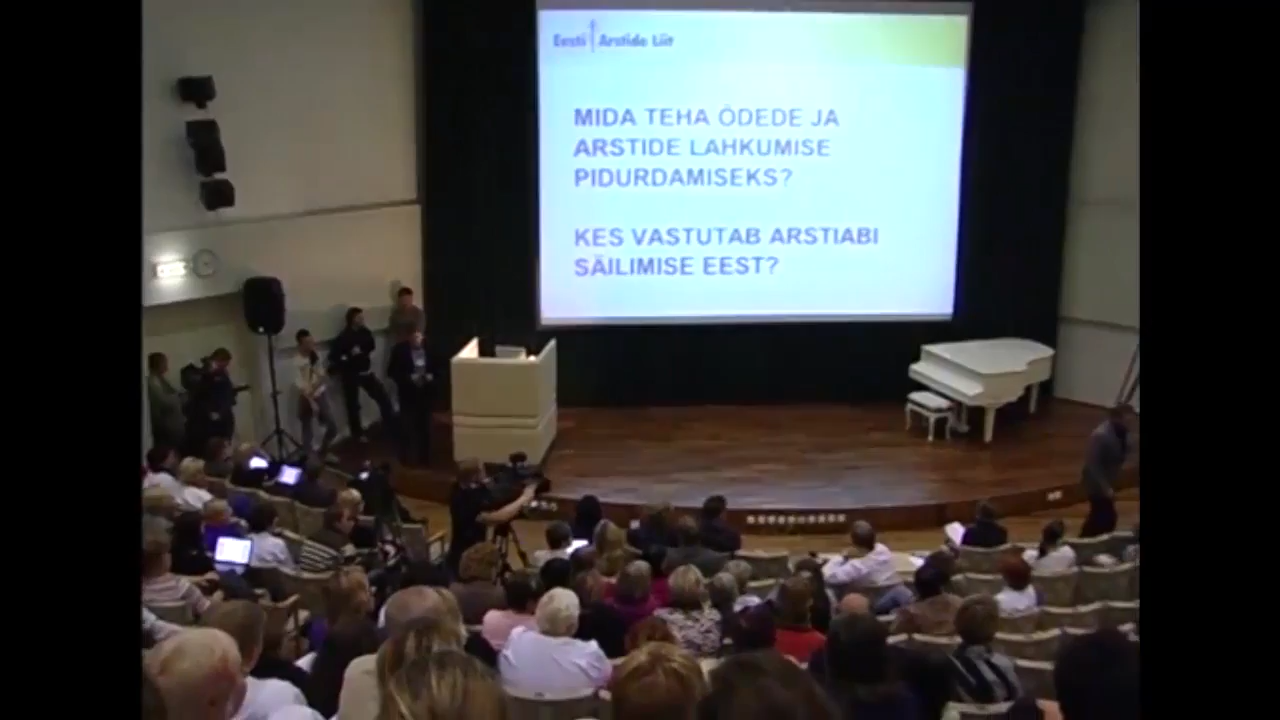 Eesti Arstide Liit
MIDA TEHA ÕDEDE JA
ARSTIDE LAHKUMISE
PIDURDAMISEKS?
KES VASTUTAB ARSTIABI
SÄILIMISE EEST?